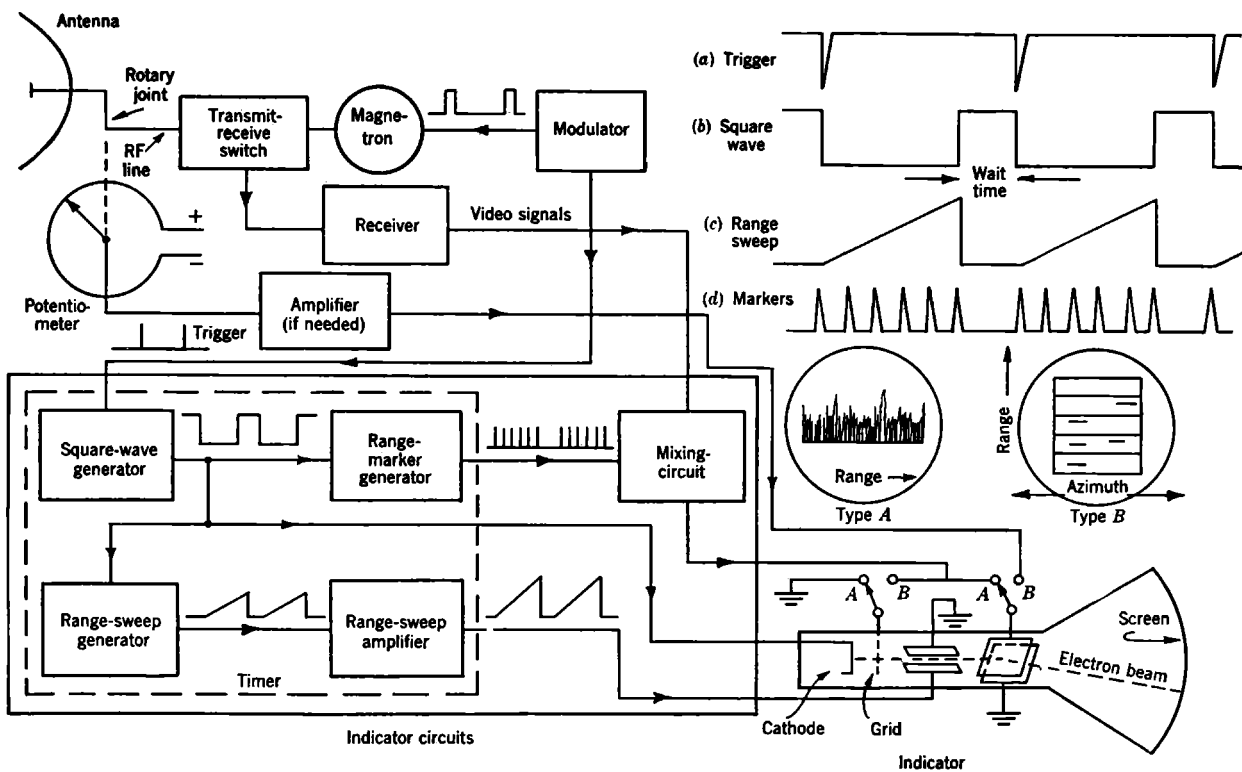 Antenna
Rotary
joint
RF
line
Transmit-
receive
switch
Magne-
tron
Modulator
Receiver
Video signals
+
−
Potentio-
meter
Amplifier
(if needed)
Trigger
Square-wave
generator
Range-
marker
generator
Mixing-
circuit
Range-sweep
generator
Range-sweep
amplifier
Timer
Indicator circuits
(a) Trigger
(b) Square
wave
Wait
time
(c) Range
sweep
(d) Markers
Range
Type A
Range
Azimuth
Type B
A
B
A
B
Screen
Electron beam
Cathode
Grid
Indicator